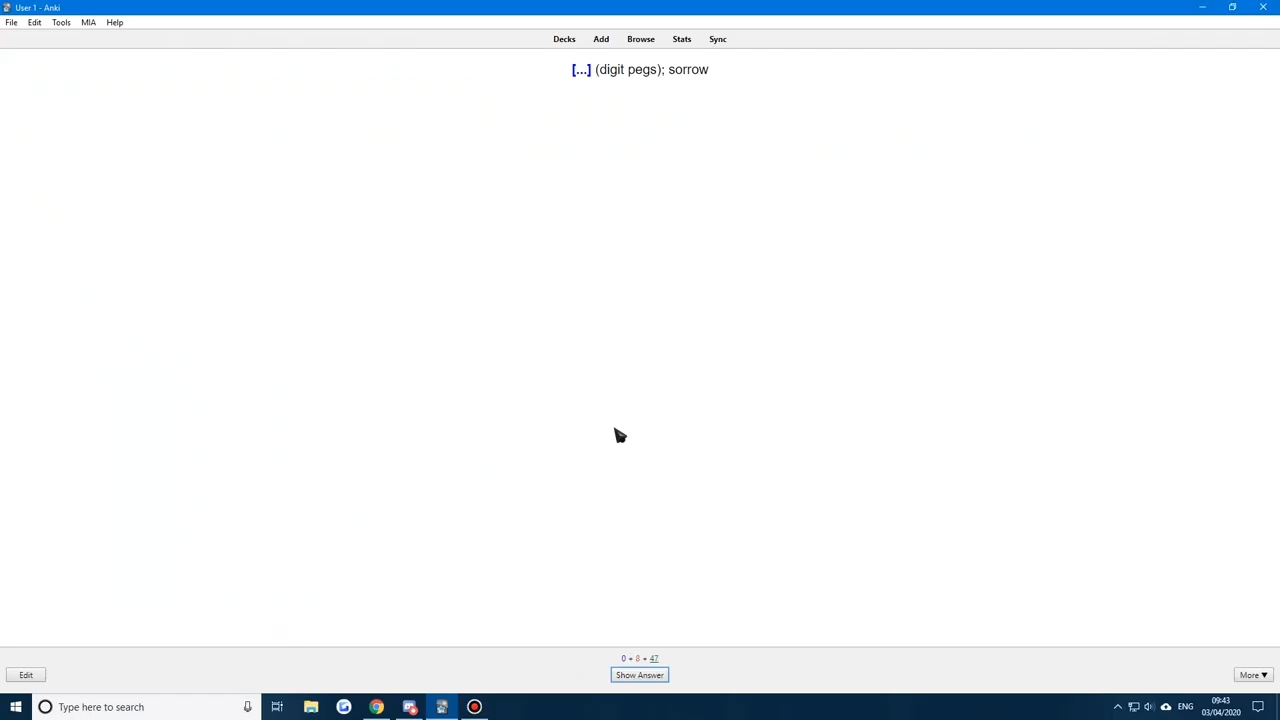 User 1 - Anki
File Edit Tools MIA Help
Decks Add Browse Stats Sync
[...] (digit pegs); sorrow
0 + 8 + 47
Edit Show Answer More ▼
Type here to search
ENG
09:43
03/04/2020